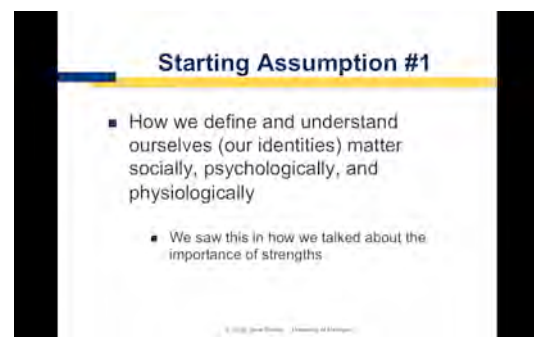 Starting Assumption #1
How we define and understand
ourselves (our identities) matter
socially, psychologically, and
physiologically
We saw this in how we talked about the
importance of strengths